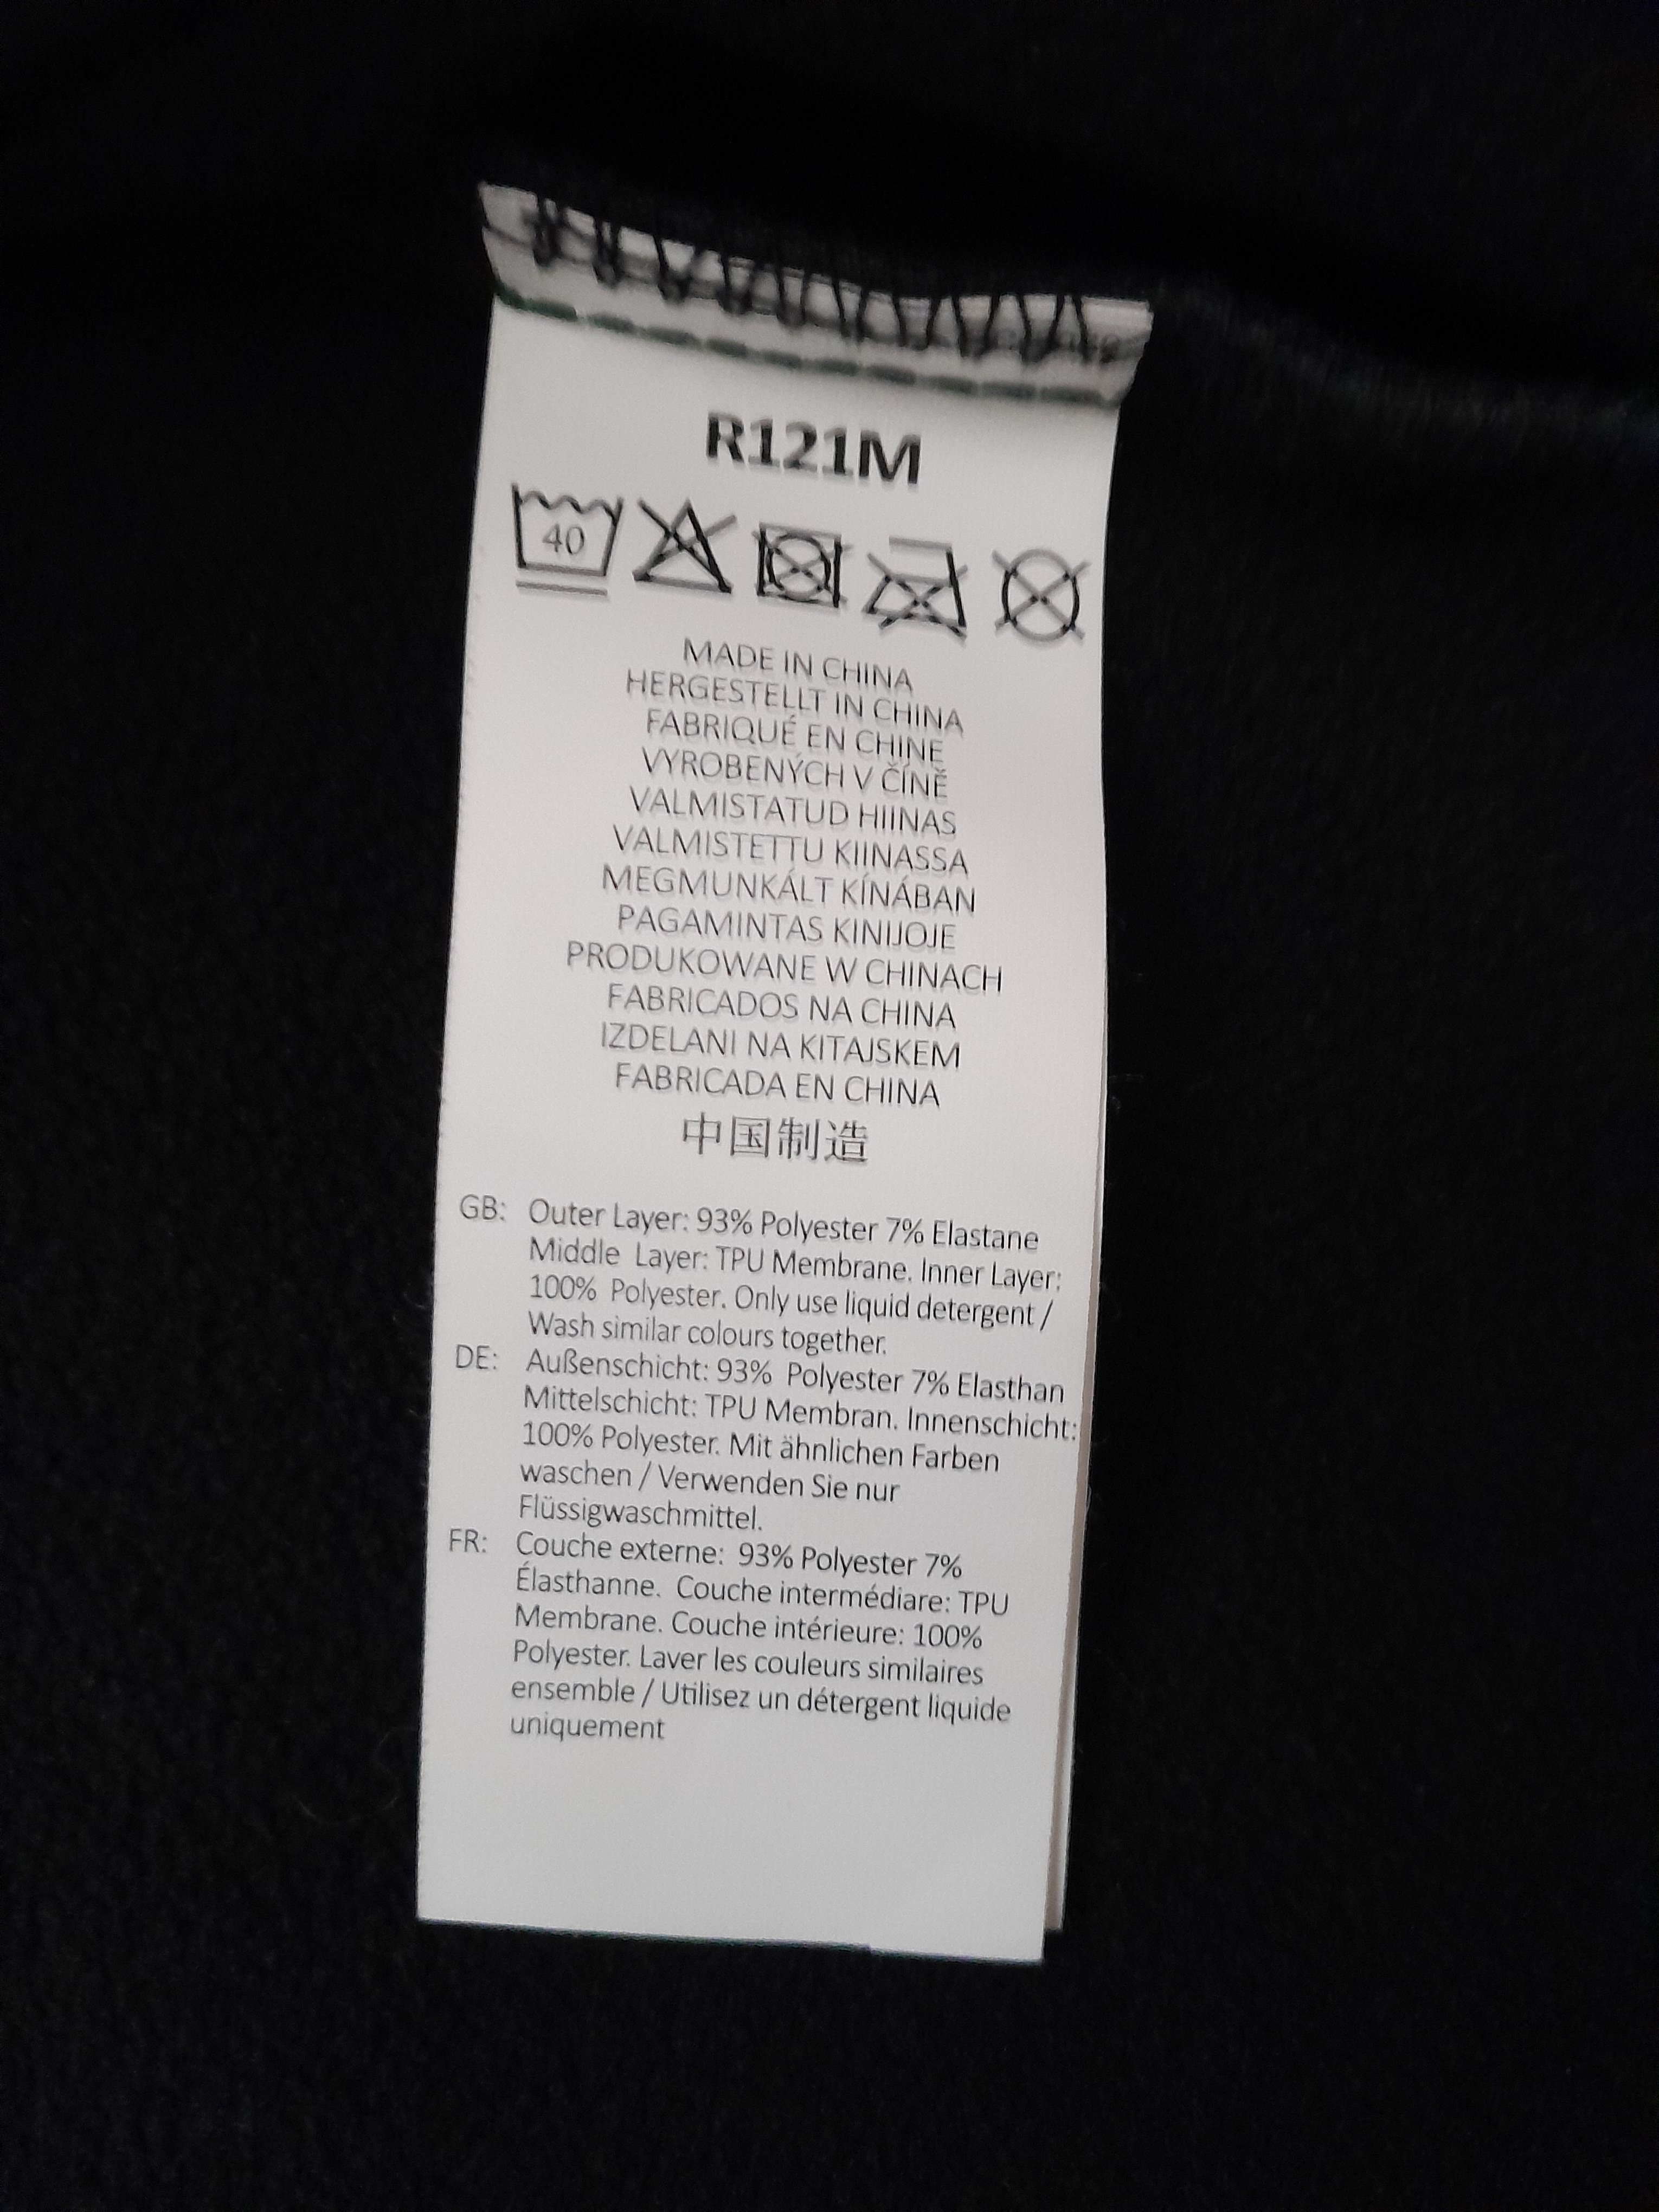 R121M
40
MADE IN CHINA
HERGESTELLT IN CHINA
FABRIQUÉ EN CHINE
VYROBENÝCH V ČÍNĚ
VALMISTATUD HIINAS
VALMISTETTU KIINASSA
MEGMUNKÁLT KÍNÁBAN
PAGAMINTAS KINIJOJE
PRODUKOWANE W CHINACH
FABRICADOS NA CHINA
IZDELANI NA KITAJSKEM
FABRICADA EN CHINA
中国制造
GB: Outer Layer: 93% Polyester 7% Elastane
Middle Layer: TPU Membrane. Inner Layer:
100% Polyester. Only use liquid detergent /
Wash similar colours together.
DE: Außenschicht: 93% Polyester 7% Elasthan
Mittelschicht: TPU Membran. Innenschicht:
100% Polyester. Mit ähnlichen Farben
waschen / Verwenden Sie nur
Flüssigwaschmittel.
FR: Couche externe: 93% Polyester 7%
Élasthanne. Couche intermédiare: TPU
Membrane. Couche intérieure: 100%
Polyester. Laver les couleurs similaires
ensemble / Utilisez un détergent liquide
uniquement